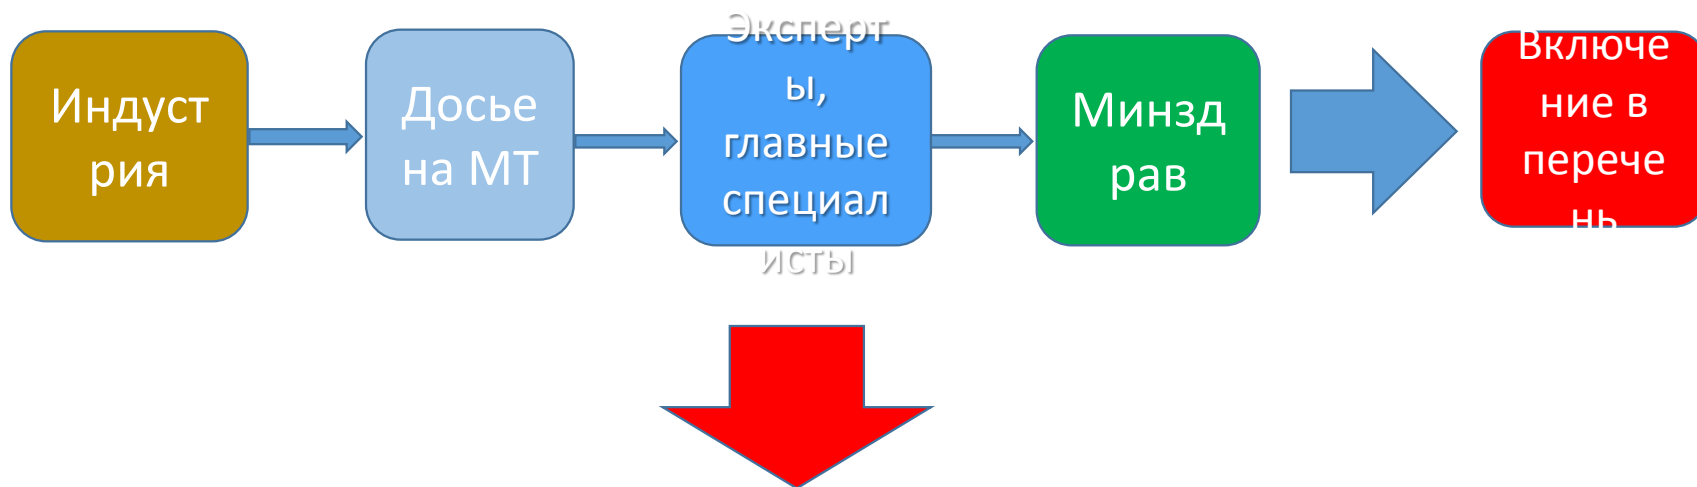 Индуст
рия
Досье
на МТ
Эксперт
ы,
главные
специал
исты
Минзд
рав
Включе
ние в
перече
нь